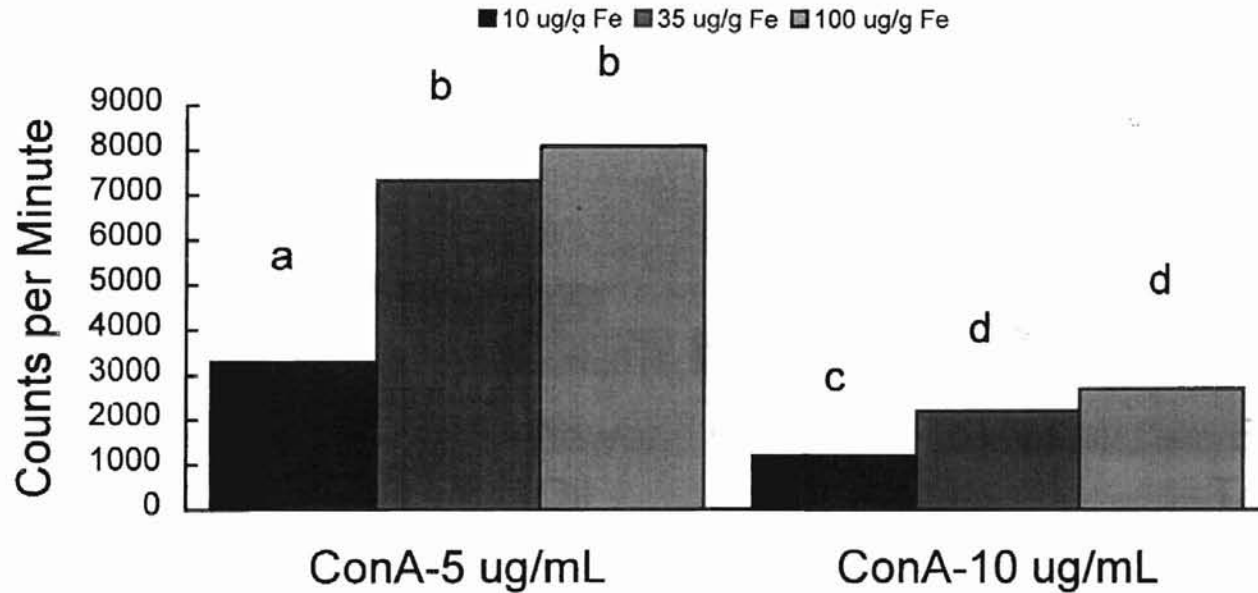 10 ug/g Fe 35 ug/g Fe 100 ug/g Fe
b
b
9000
8000
7000
6000
a
5000
d
4000
d
3000
c
2000
1000
0
Counts per Minute
ConA-5 ug/mL ConA-10 ug/mL